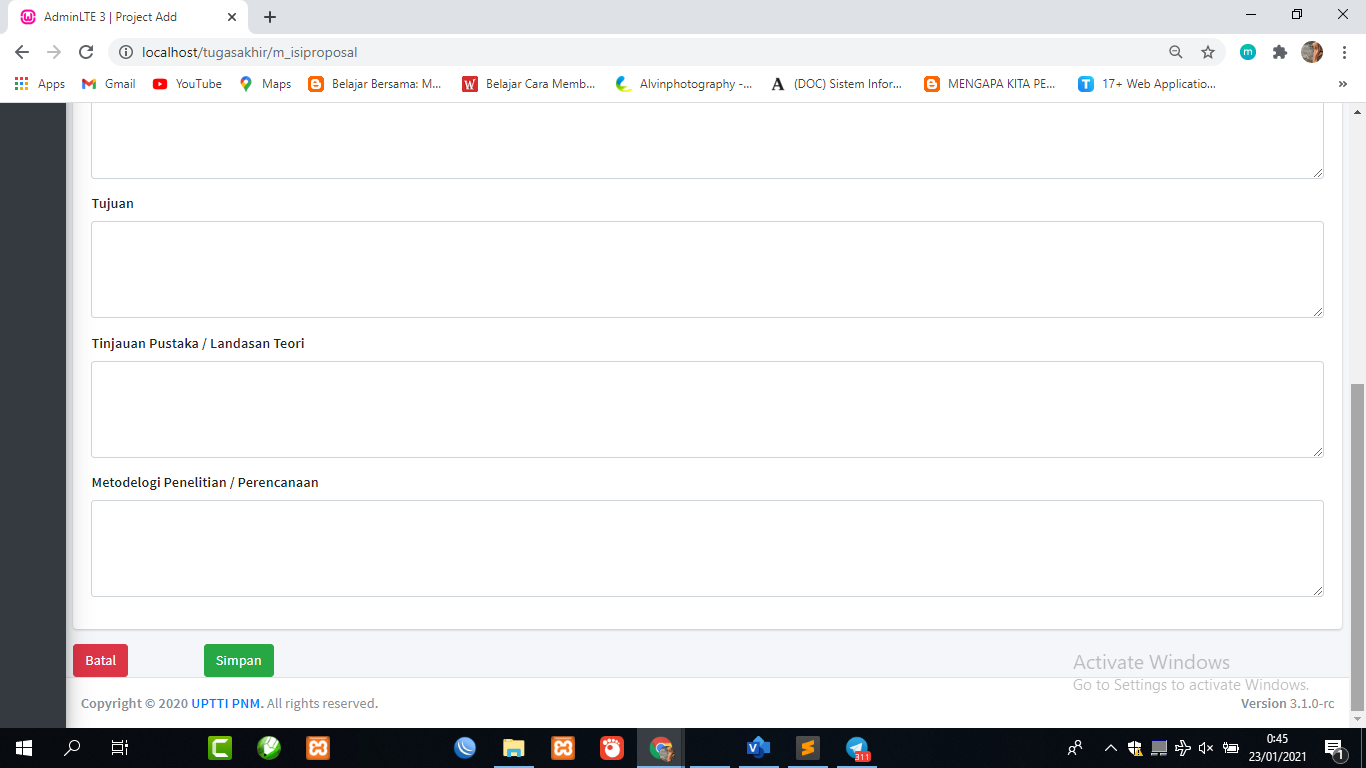 AdminLTE 3 | Project Add
localhost/tugasakhir/m_isiproposal
Apps Gmail YouTube Maps Belajar Bersama: M... Belajar Cara Memb... Alvinphotography -... (DOC) Sistem Infor... MENGAPA KITA PE... 17+ Web Applicatio...
Tujuan
Tinjauan Pustaka / Landasan Teori
Metodelogi Penelitian / Perencanaan
Batal Simpan
Activate Windows
Go to Settings to activate Windows.
Copyright © 2020 UPTTI PNM. All rights reserved. Version 3.1.0-rc
311
0:45
23/01/2021
1